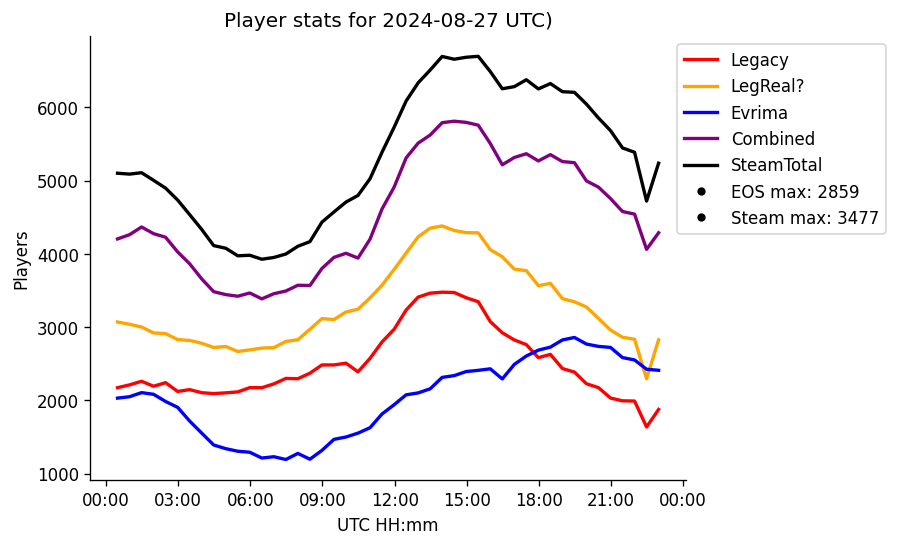 Player stats for 2024-08-27 UTC)
Legacy
LegReal?
Evrima
Combined
SteamTotal
EOS max: 2859
Steam max: 3477
Players
6000
5000
4000
3000
2000
1000
00:00 03:00 06:00 09:00 12:00 15:00 18:00 21:00 00:00
UTC HH:mm